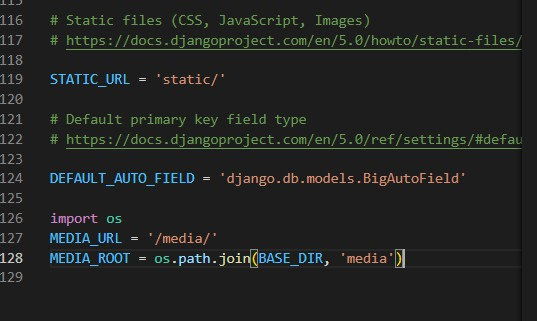 115
116 # Static files (CSS, JavaScript, Images)
117 # https://docs.djangoproject.com/en/5.0/howto/static-files/
118
119 STATIC_URL = 'static/'
120
121 # Default primary key field type
122 # https://docs.djangoproject.com/en/5.0/ref/settings/#defau
123
124 DEFAULT_AUTO_FIELD = 'django.db.models.BigAutoField'
125
126 import os
127 MEDIA_URL = '/media/'
128 MEDIA_ROOT = os.path.join(BASE_DIR, 'media')
129